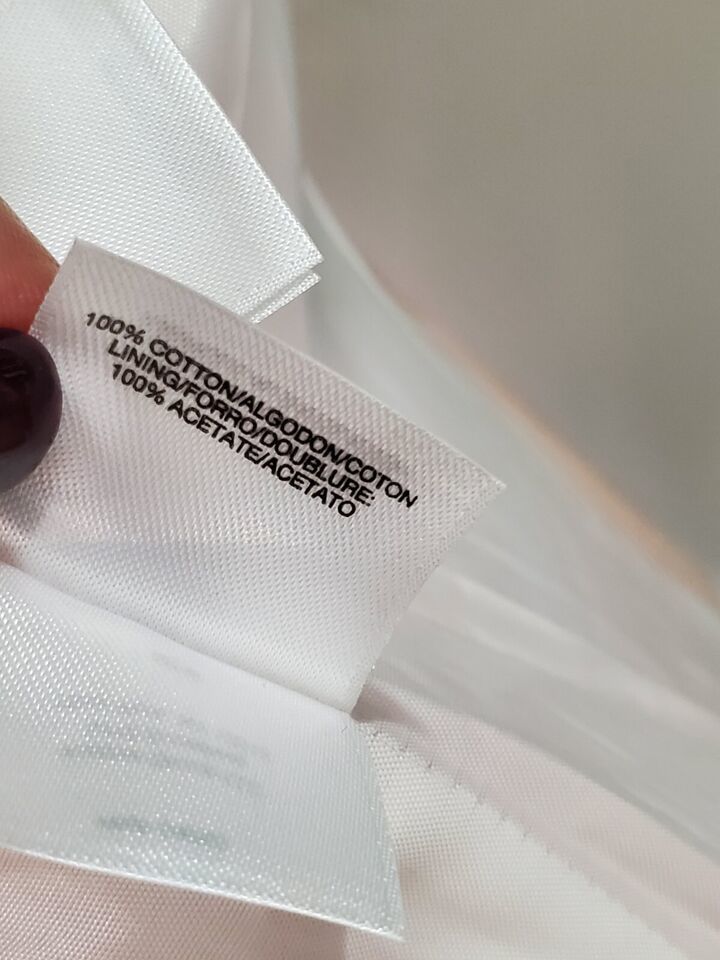 100% COTTON/ALGODON/COTON
LINING/FORRO/DOUBLURE:
100% ACETATE/ACETATO